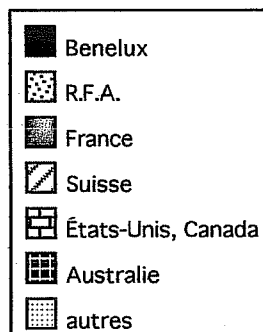 Benelux
R.F.A.
France
Suisse
États-Unis, Canada
Australie
autres